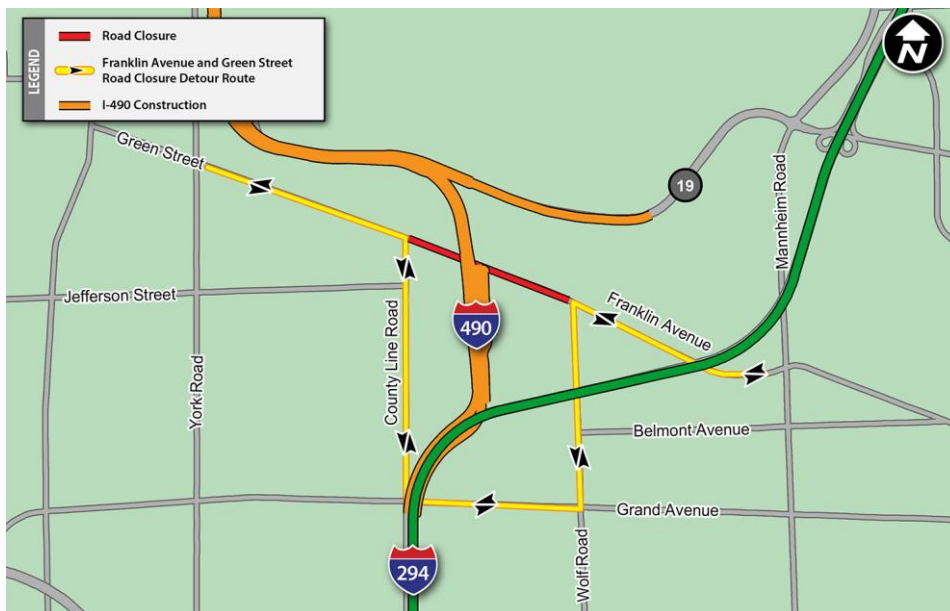 LEGEND
Road Closure
Franklin Avenue and Green Street
Road Closure Detour Route
I-490 Construction
N
Green Street
19
Mannheim Road
Jefferson Street
Franklin Avenue
490
County Line Road
York Road
Belmont Avenue
Grand Avenue
294
Wolf Road